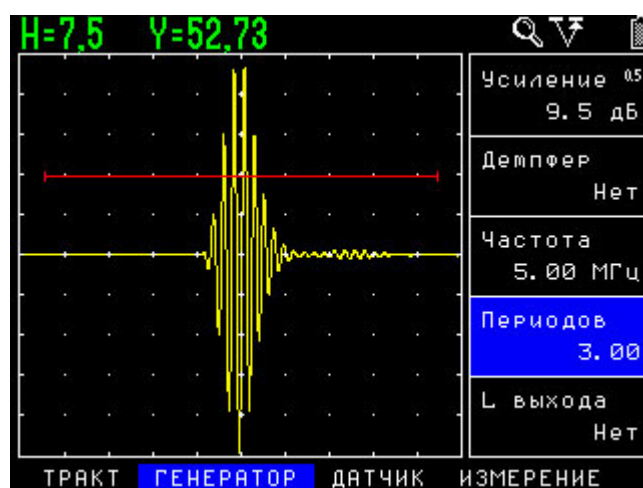 H=7,5 Y=52,73
Усиление 0.5
9.5 дБ
Демпфер
Нет
Частота
5.00 МГц
Периодов
3.00
L выхода
Нет
ТРАКТ ГЕНЕРАТОР ДАТЧИК ИЗМЕРЕНИЕ